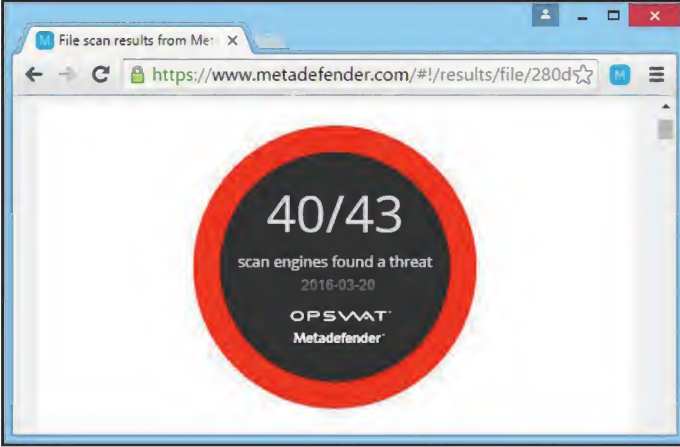 File scan results from Met
https://www.metadefender.com/#!/results/file/280d
M
40/43
scan engines found a threat
2016-03-20
OPSWAT
Metadefender